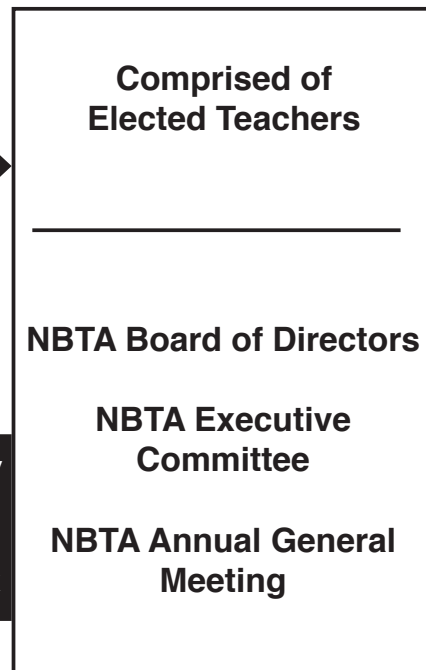 Comprised of
Elected Teachers
NBTA Board of Directors
NBTA Executive
Committee
NBTA Annual General
Meeting